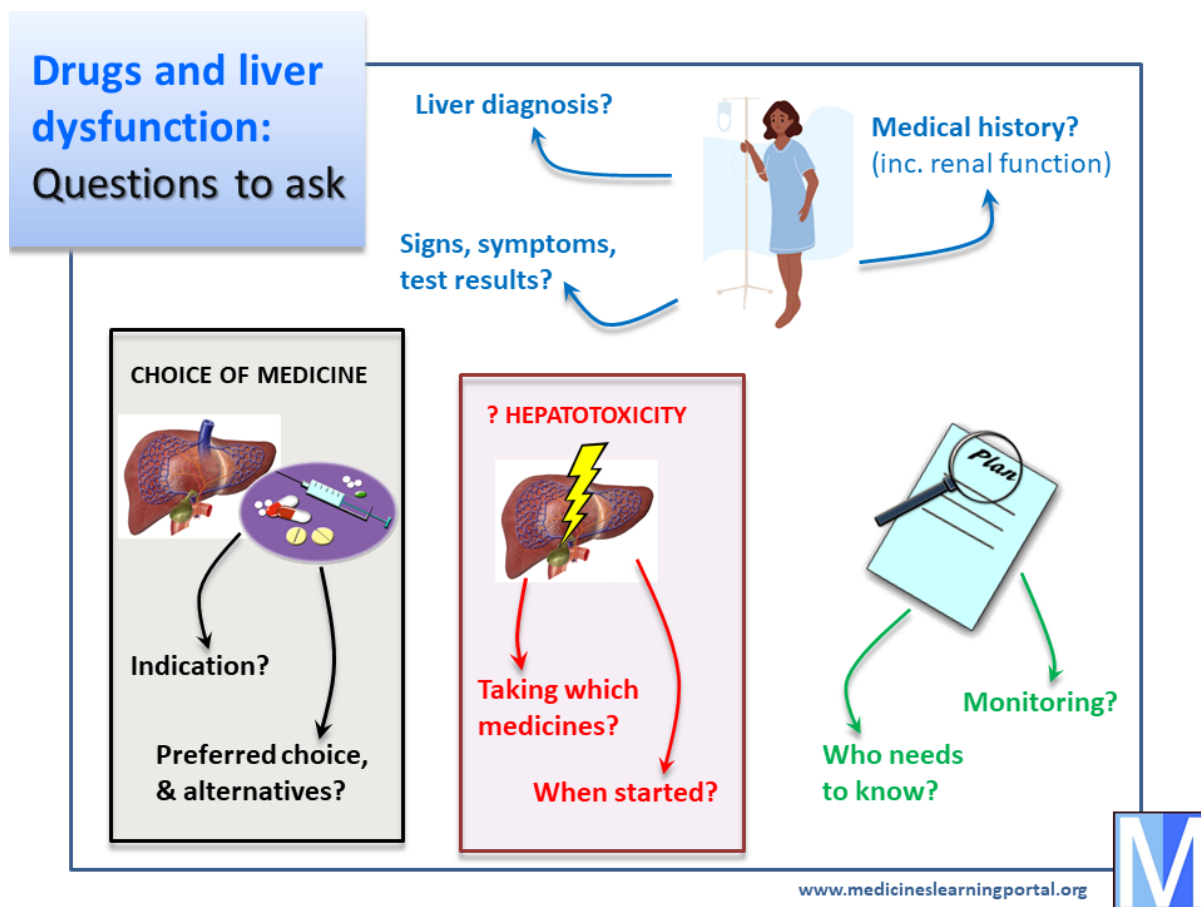 Drugs and liver
dysfunction:
Questions to ask
Liver diagnosis?
Medical history?
(inc. renal function)
Signs, symptoms,
test results?
CHOICE OF MEDICINE
Indication?
Preferred choice,
& alternatives?
? HEPATOTOXICITY
Taking which
medicines?
When started?
Plan
Monitoring?
Who needs
to know?
www.medicineslearningportal.org
M